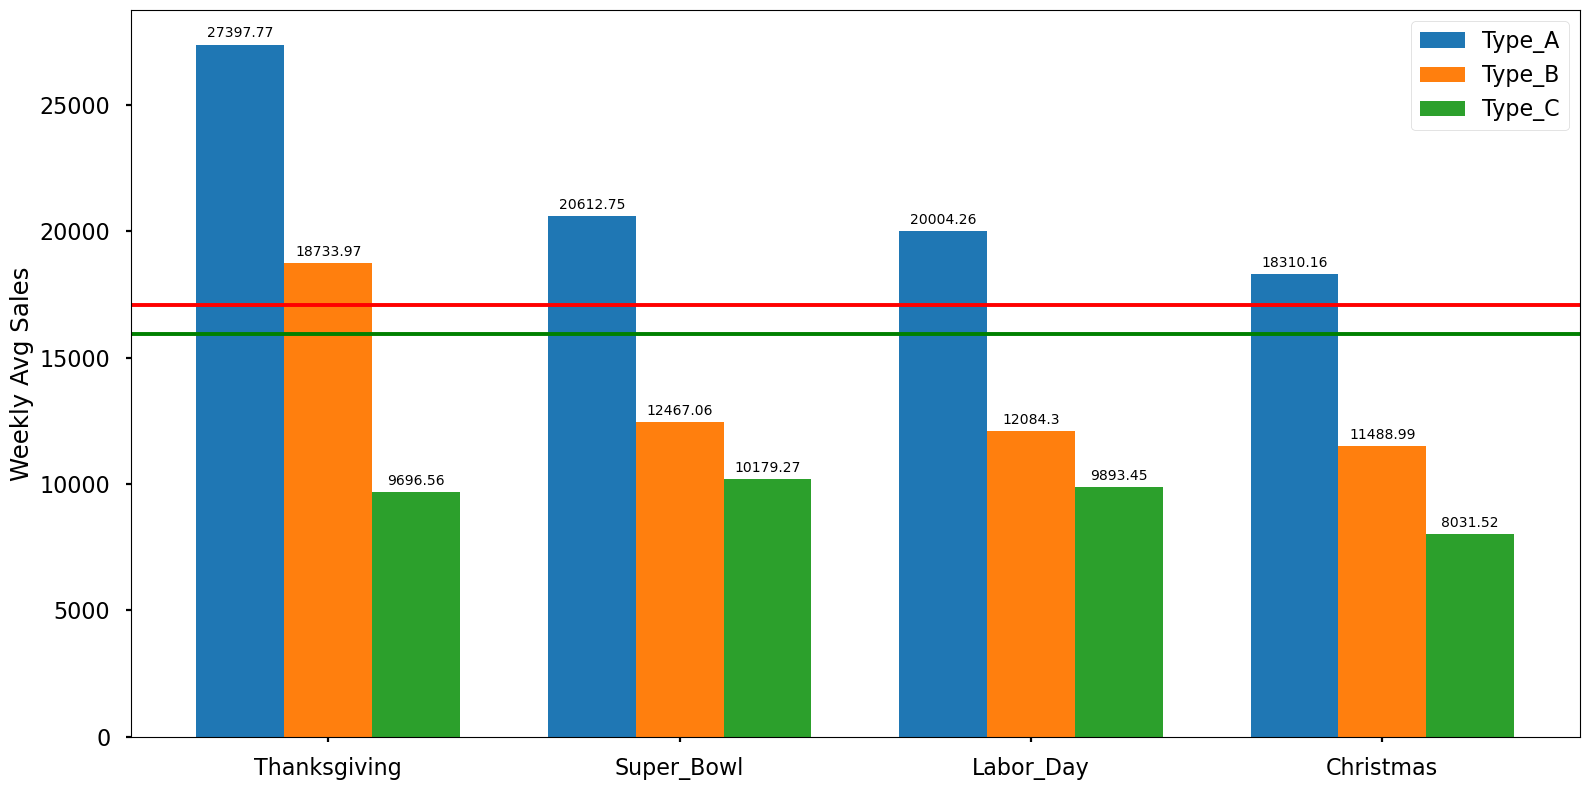 27397.77
Type_A
Type_B
Type_C
25000
20612.75
20004.26
20000
18733.97
18310.16
Weekly Avg Sales
15000
12467.06
12084.3
11488.99
10179.27
10000
9696.56
9893.45
8031.52
5000
0
Thanksgiving
Super_Bowl
Labor_Day
Christmas